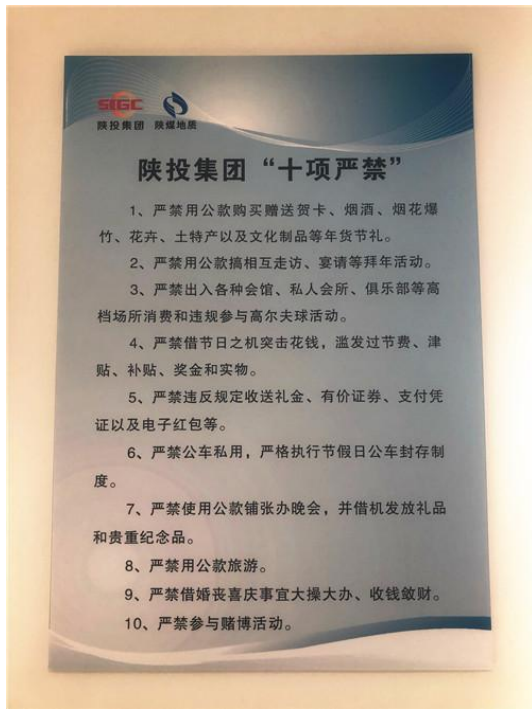 SEGC
陕投集团 陕煤地质
陕投集团“十项严禁”
1、严禁用公款购买赠送贺卡、烟酒、烟花爆
竹、花卉、土特产以及文化制品等年货节礼。
2、严禁用公款搞相互走访、宴请等拜年活动。
3、严禁出入各种会馆、私人会所、俱乐部等高
档场所消费和违规参与高尔夫球活动。
4、严禁借节日之机突击花钱，滥发过节费、津
贴、补贴、奖金和实物。
5、严禁违反规定收送礼金、有价证券、支付凭
证以及电子红包等。
6、严禁公车私用，严格执行节假日公车封存制
度。
7、严禁使用公款铺张办晚会，并借机发放礼品
和贵重纪念品。
8、严禁用公款旅游。
9、严禁借婚丧喜庆事宜大操大办、收钱敛财。
10、严禁参与赌博活动。